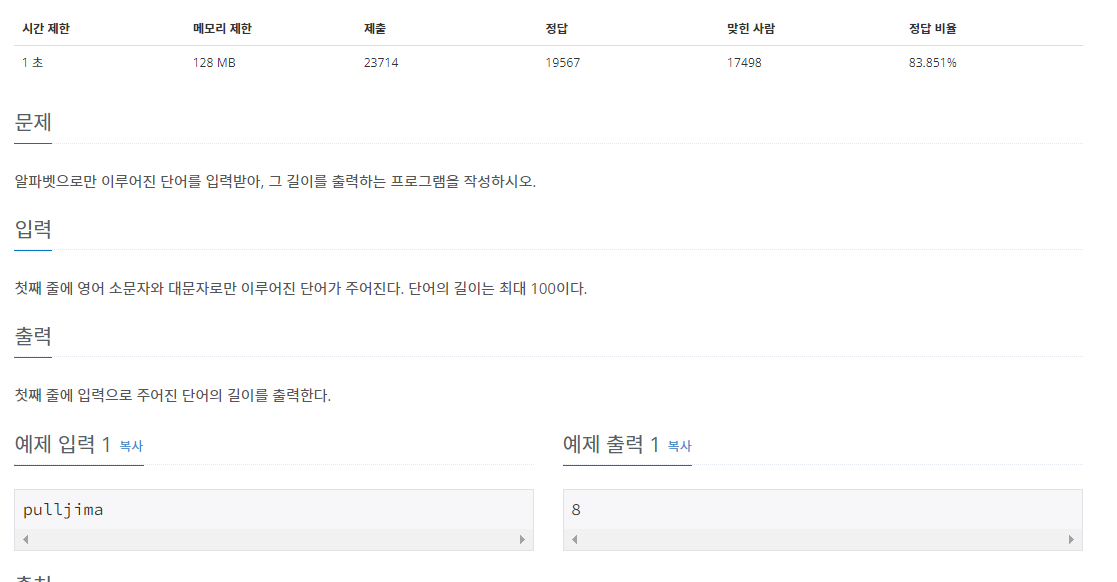 시간 제한 메모리 제한 제출 정답 맞힌 사람 정답 비율
1 초 128 MB 23714 19567 17498 83.851%
문제
알파벳으로만 이루어진 단어를 입력받아, 그 길이를 출력하는 프로그램을 작성하시오.
입력
첫째 줄에 영어 소문자와 대문자로만 이루어진 단어가 주어진다. 단어의 길이는 최대 100이다.
출력
첫째 줄에 입력으로 주어진 단어의 길이를 출력한다.
예제 입력 1 복사
pulljima
예제 출력 1 복사
8